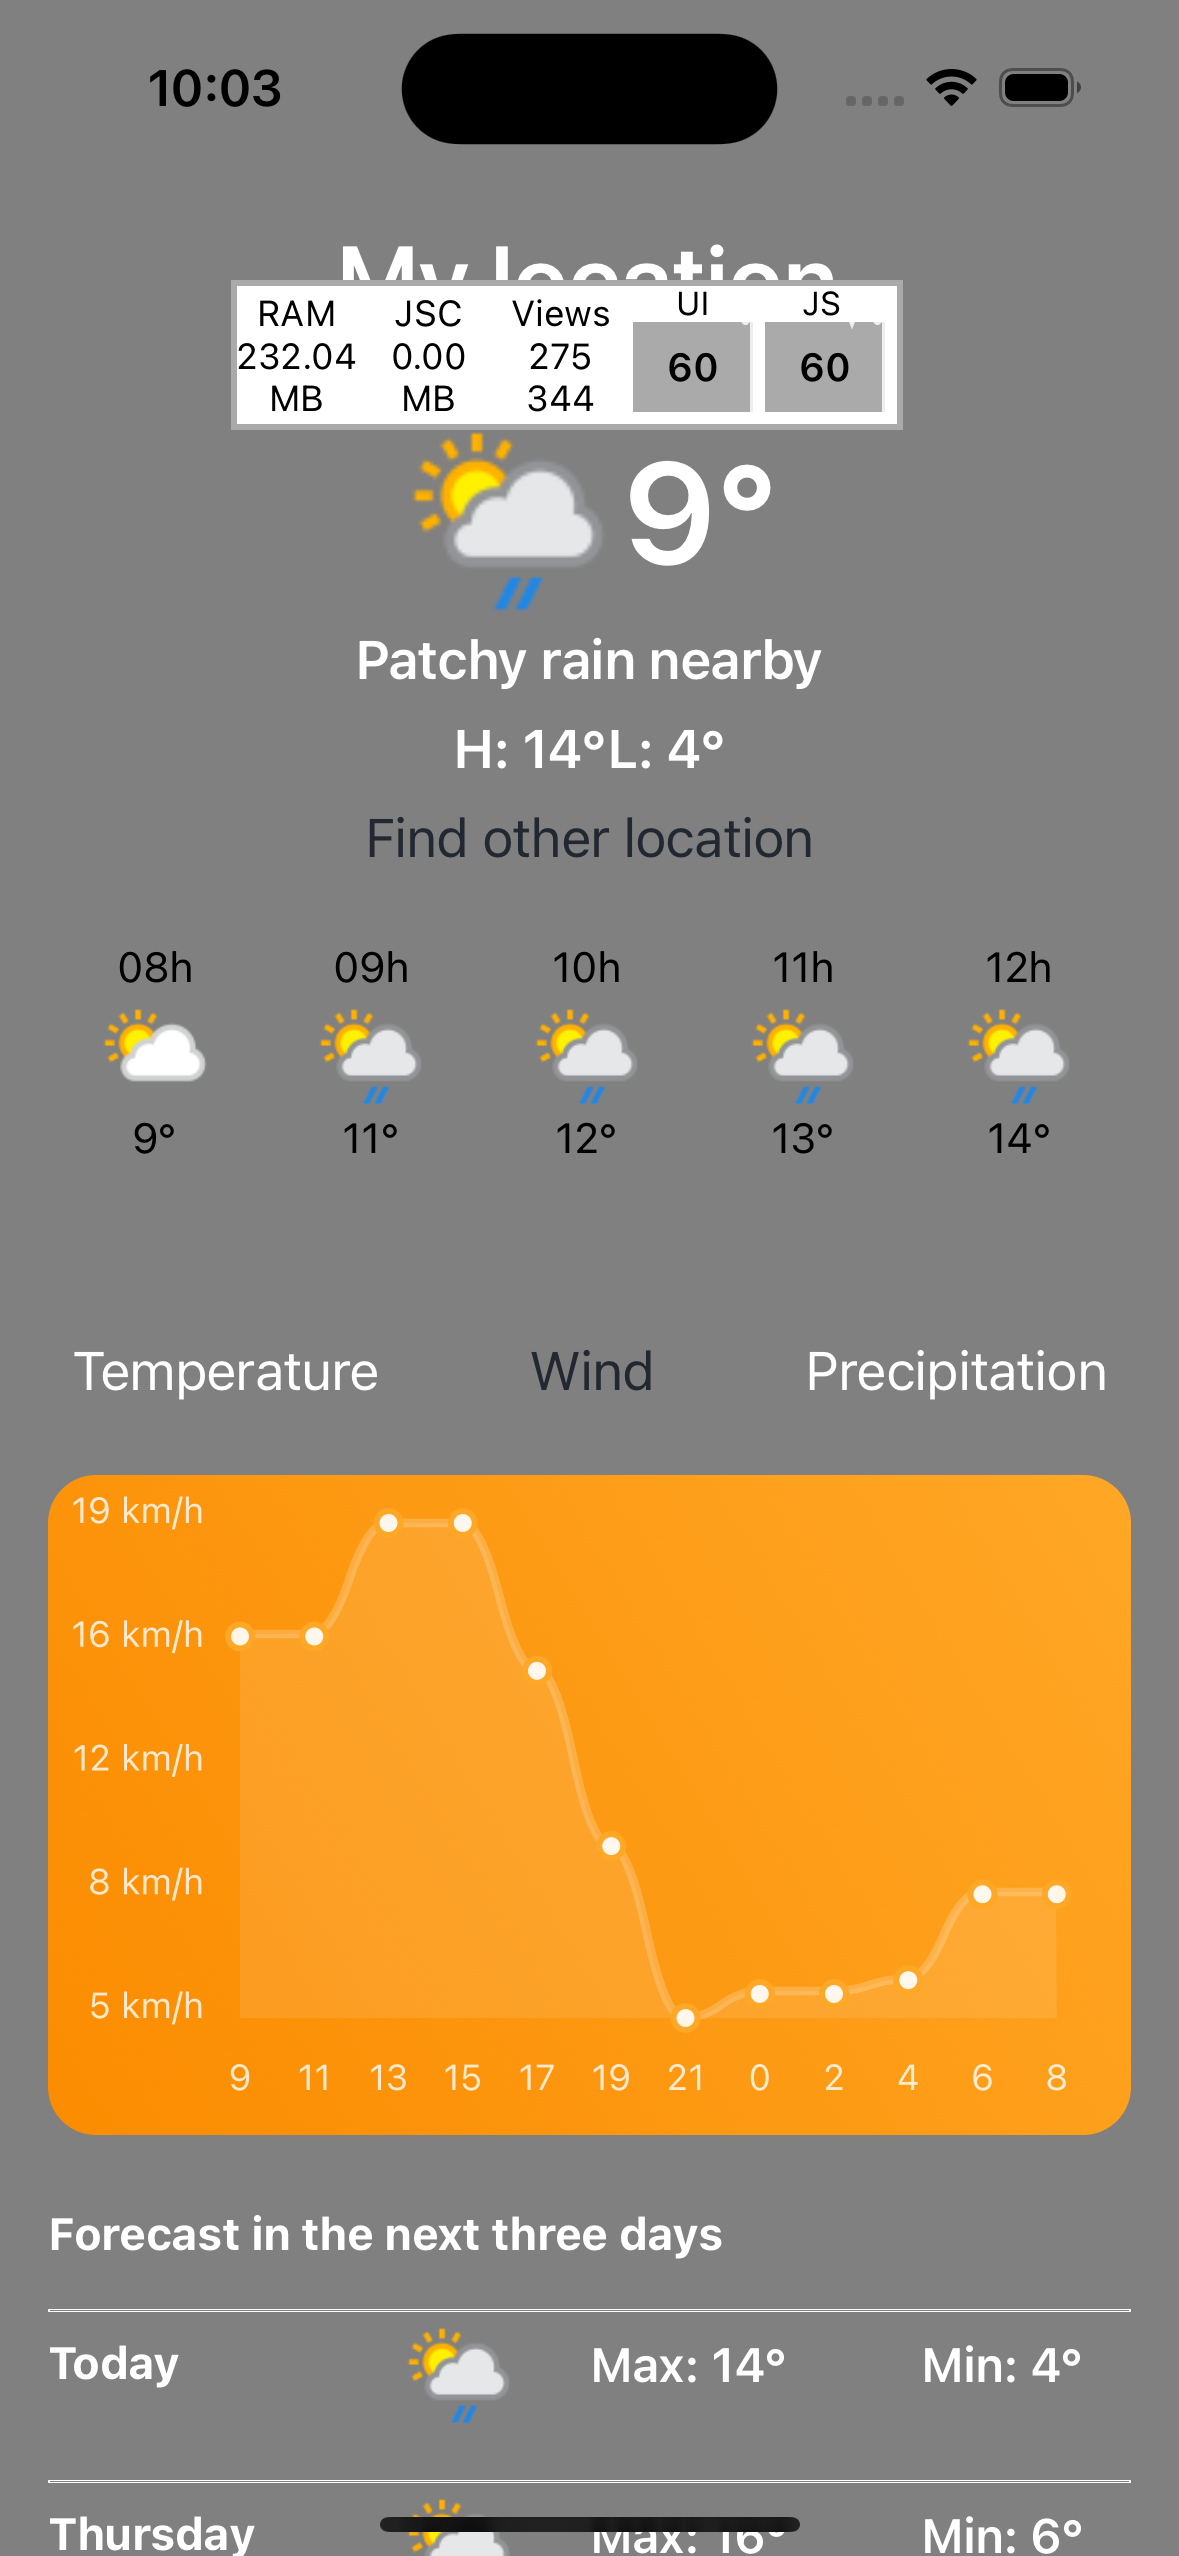 10:03
My location
RAM JSC Views UI JS
232.04 0.00 275 60 60
MB MB 344
9°
Patchy rain nearby
H: 14°L: 4°
Find other location
08h 09h 10h 11h 12h
9° 11° 12° 13° 14°
Temperature Wind Precipitation
19 km/h
16 km/h
12 km/h
8 km/h
5 km/h
9 11 13 15 17 19 21 0 2 4 6 8
Forecast in the next three days
Today Max: 14° Min: 4°
Thursday Max: 16° Min: 6°